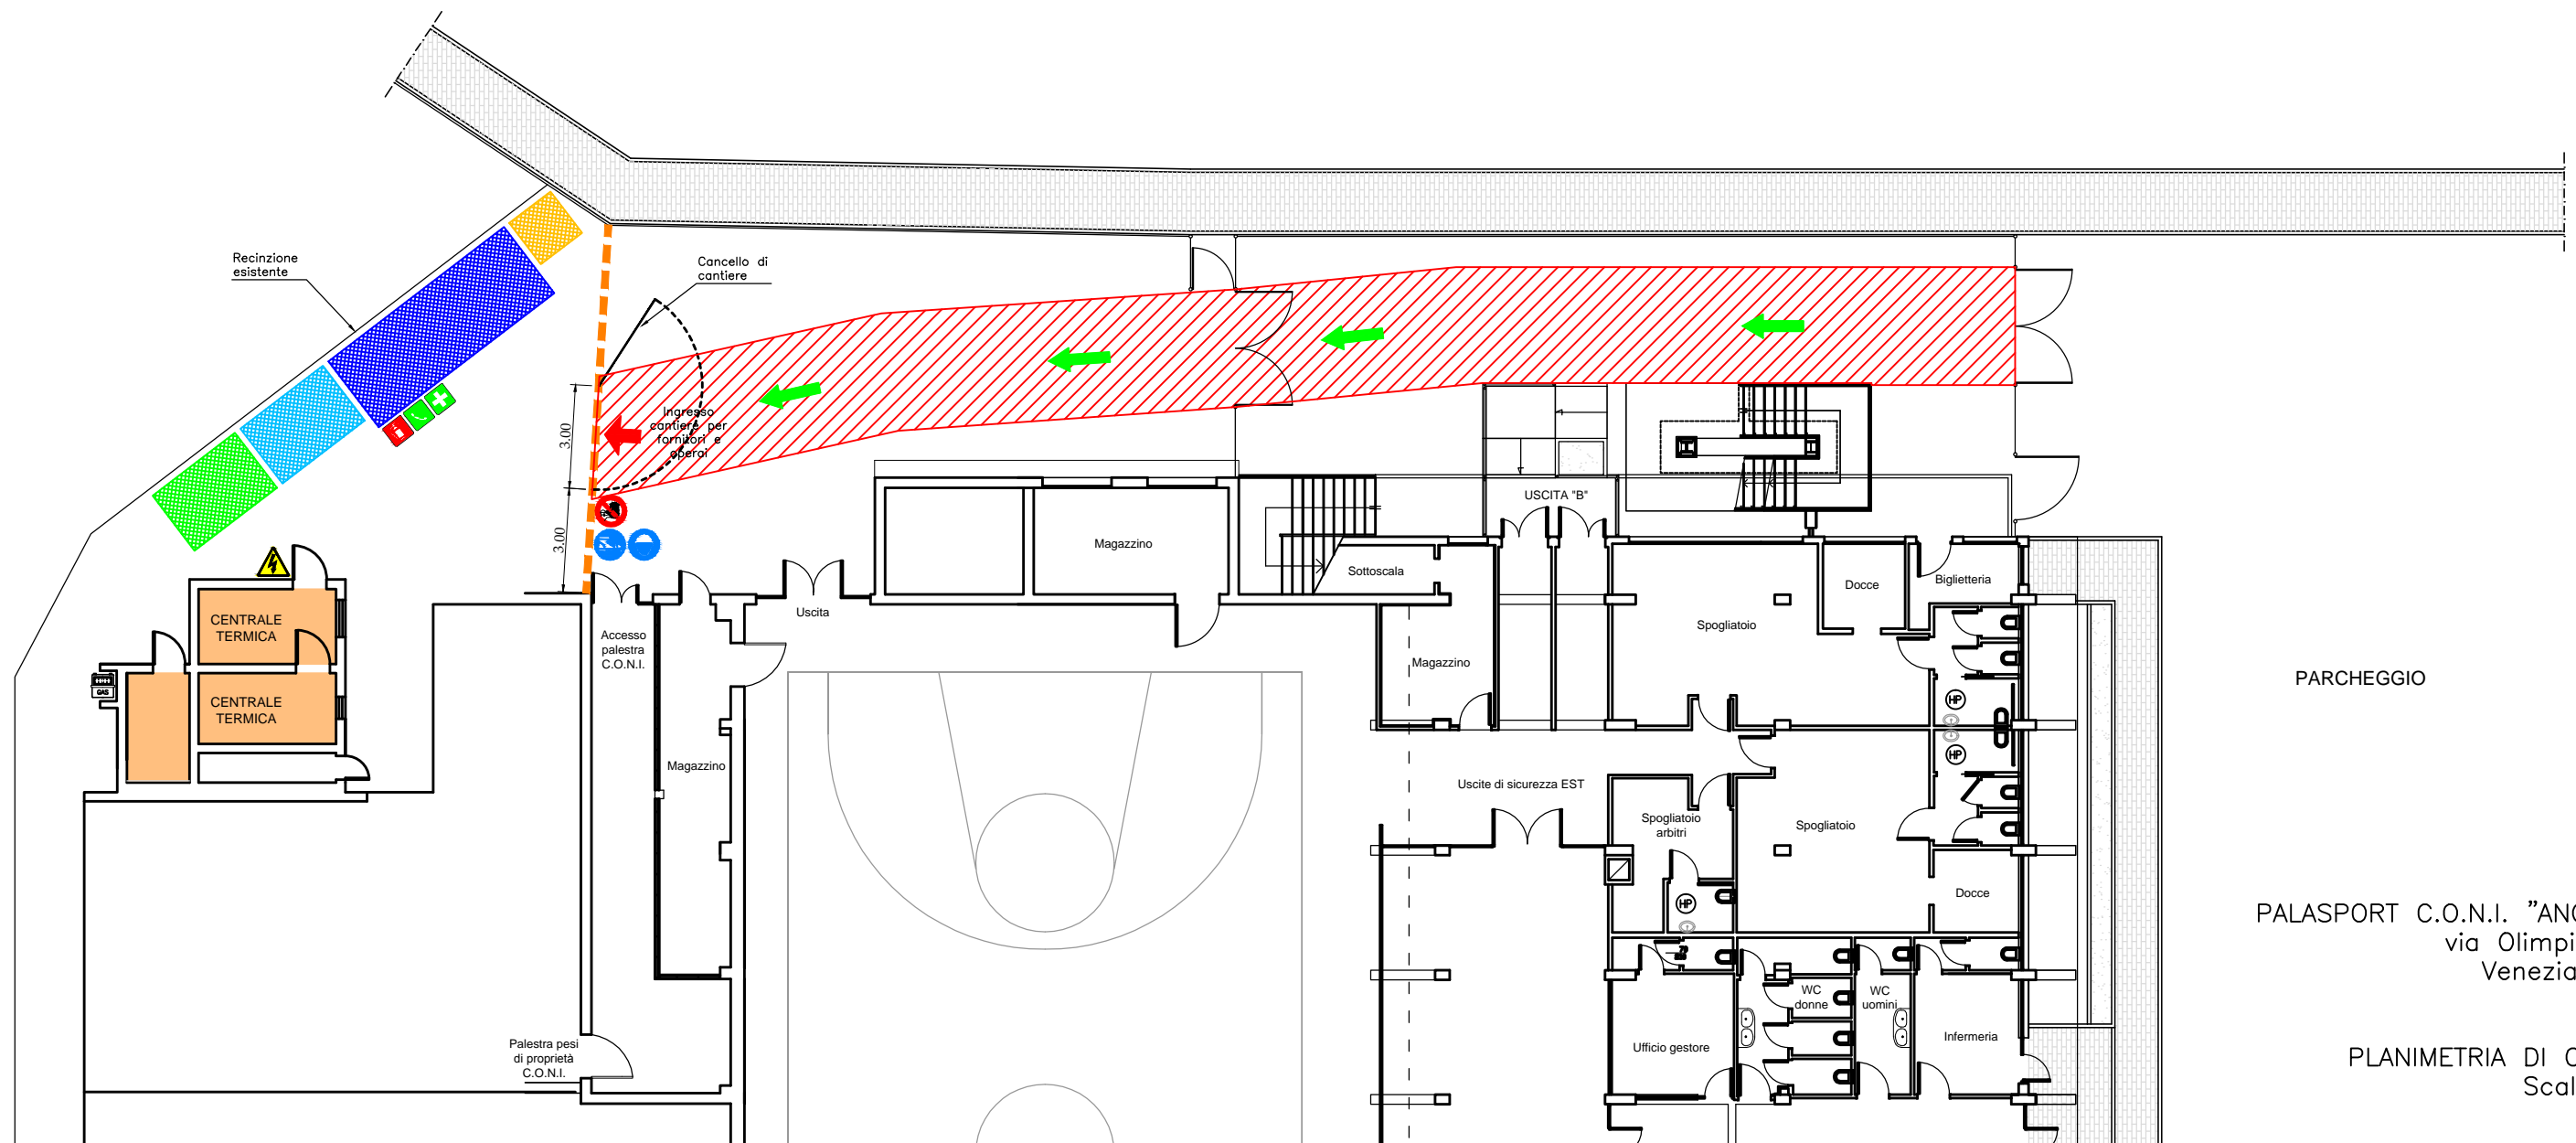 Recinzione
esistente
Cancello di
cantiere
Ingresso
cantiere per
fornitori e
operai
3.00
3.00
USCITA "B"
Magazzino
Sottoscala
Docce
Biglietteria
Uscita
CENTRALE
TERMICA
Accesso
palestra
C.O.N.I.
Spogliatoio
Magazzino
PARCHEGGIO
GAS
CENTRALE
TERMICA
HP
Magazzino
HP
Uscite di sicurezza EST
Spogliatoio
arbitri
Spogliatoio
Docce
HP
PALASPORT C.O.N.I. "ANG
via Olimpi
Venezia
WC
donne
WC
uomini
Palestra pesi
di proprietà
C.O.N.I.
Ufficio gestore
Infermeria
PLANIMETRIA DI C
Scal